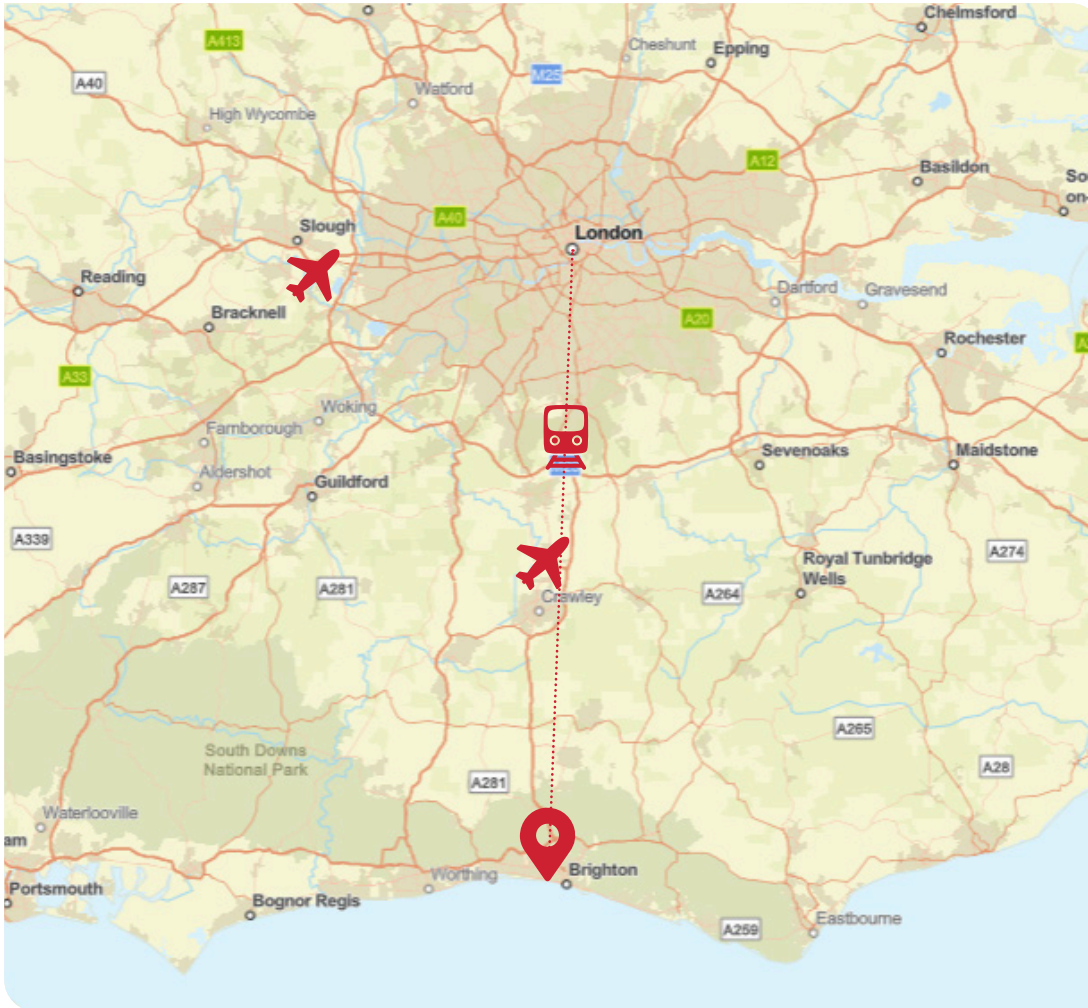 Chelmsford
A413
Cheshunt
Epping
M25
A40
Watford
High Wycombe
A12
Basildon
on-
A40
Slough
London
Reading
Dartford
Gravesend
Bracknell
A20
Rochester
A33
Woking
Farnborough
Basingstoke
Sevenoaks
Maidstone
Aldershot
Guildford
A339
A274
Royal Tunbridge
Wells
A287
A281
A264
Crawley
A265
South Downs
National Park
A28
A281
Waterlooville
am
Worthing
Brighton
Portsmouth
Bognor Regis
Eastbourne
A259